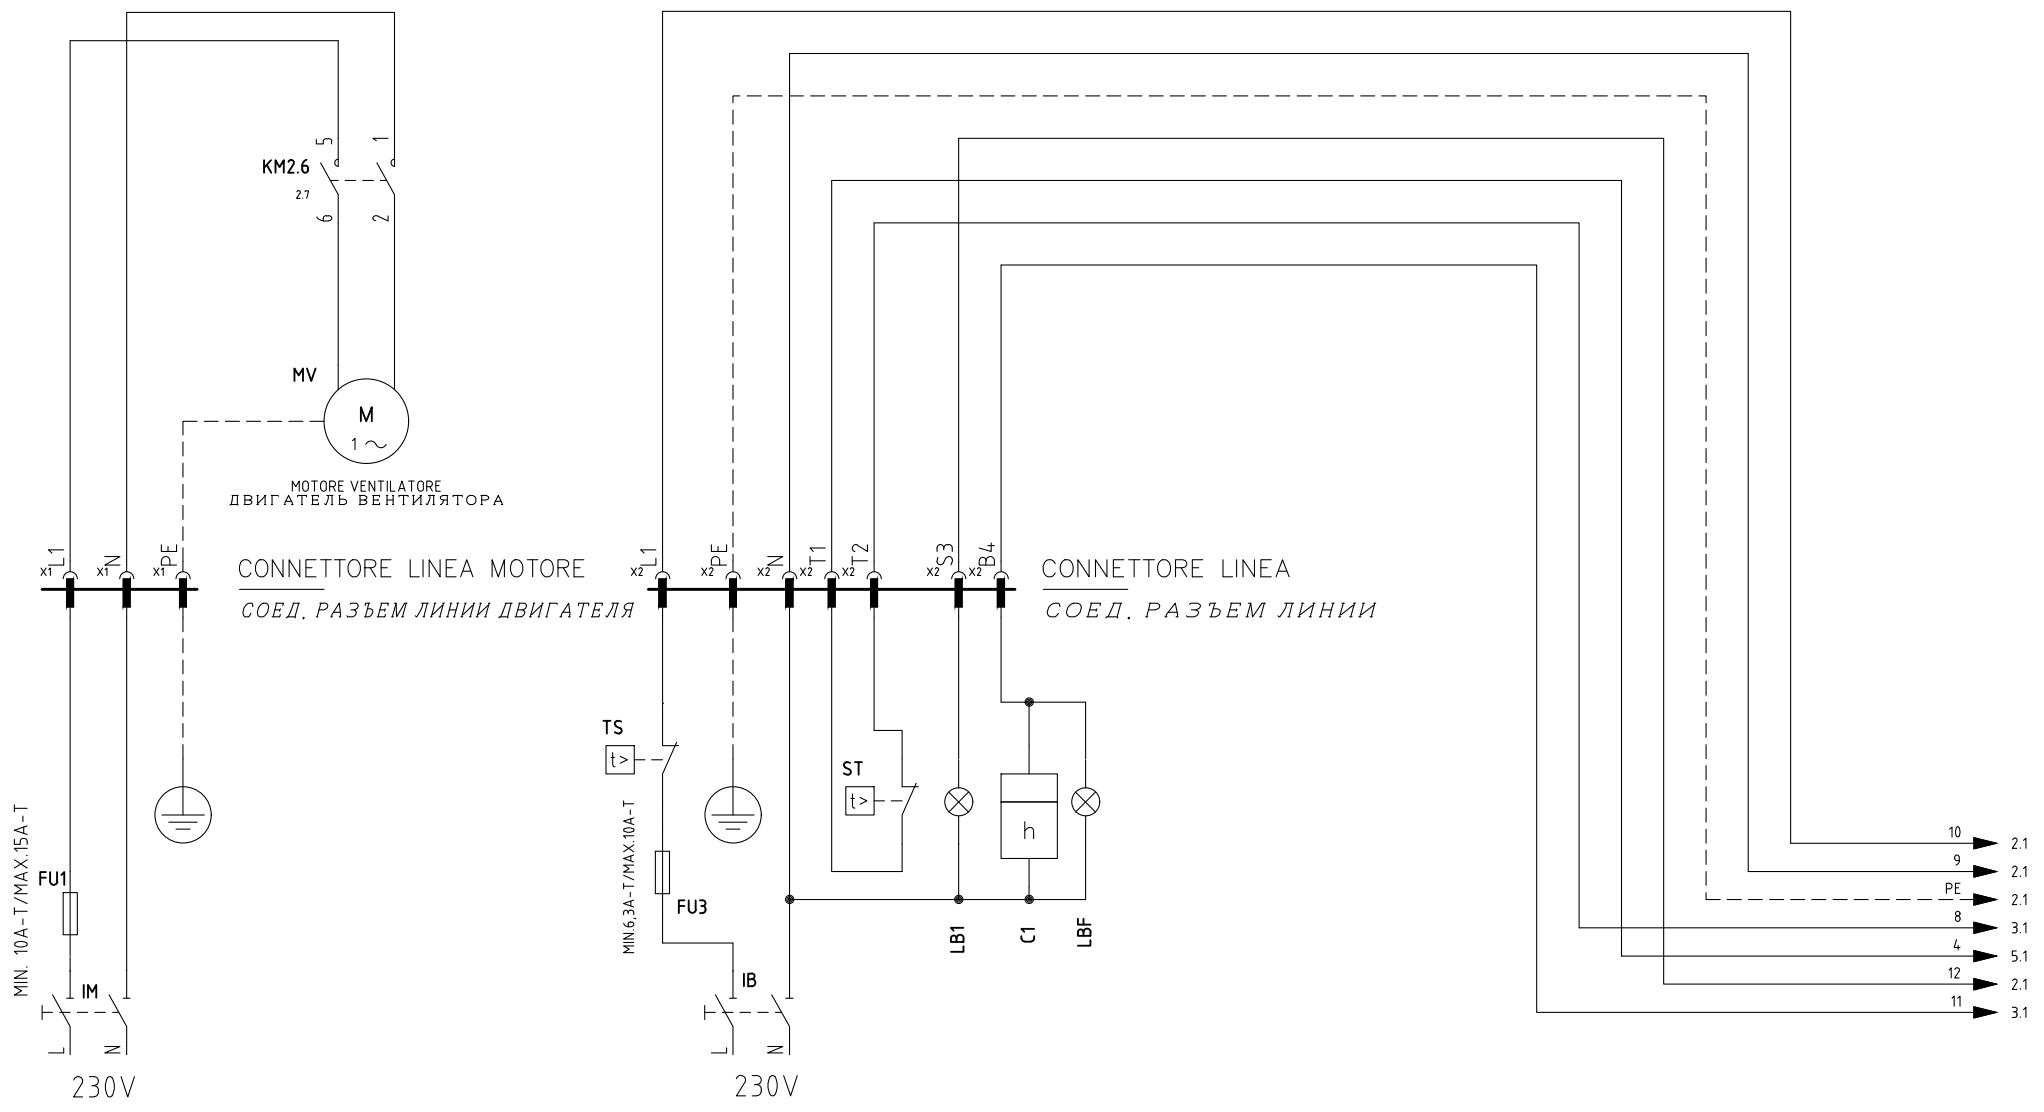 5
1
KM2.6
2.7
6
2
MV
M
1~
MOTORE VENTILATORE
ДВИГАТЕЛЬ ВЕНТИЛЯТОРА
x1 L1
x1 N
x1 PE
CONNETTORE LINEA MOTORE
СОЕД. РАЗЪЕМ ЛИНИИ ДВИГАТЕЛЯ
x2 L1
x2 PE
x2 N
x2 T1
x2 T2
x2 S3
x2 B4
CONNETTORE LINEA
СОЕД. РАЗЪЕМ ЛИНИИ
MIN. 10A-T/MAX.15A-T
FU1
IM
L
N
230V
TS
t>
MIN.6,3A-T/MAX.10A-T
FU3
ST
t>
h
LB1
C1
LBF
IB
L
N
230V
10 2.1
9 2.1
PE 2.1
8 3.1
4 5.1
12 2.1
11 3.1